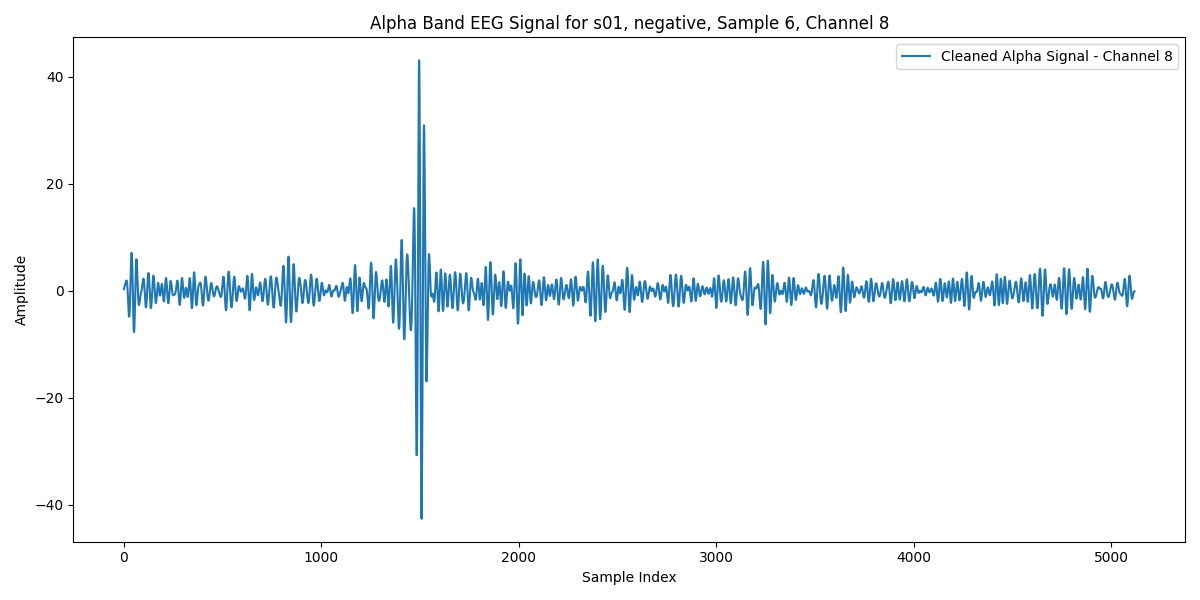 Alpha Band EEG Signal for s01, negative, Sample 6, Channel 8
Cleaned Alpha Signal - Channel 8
40
20
0
−20
−40
Amplitude
0 1000 2000 3000 4000 5000
Sample Index